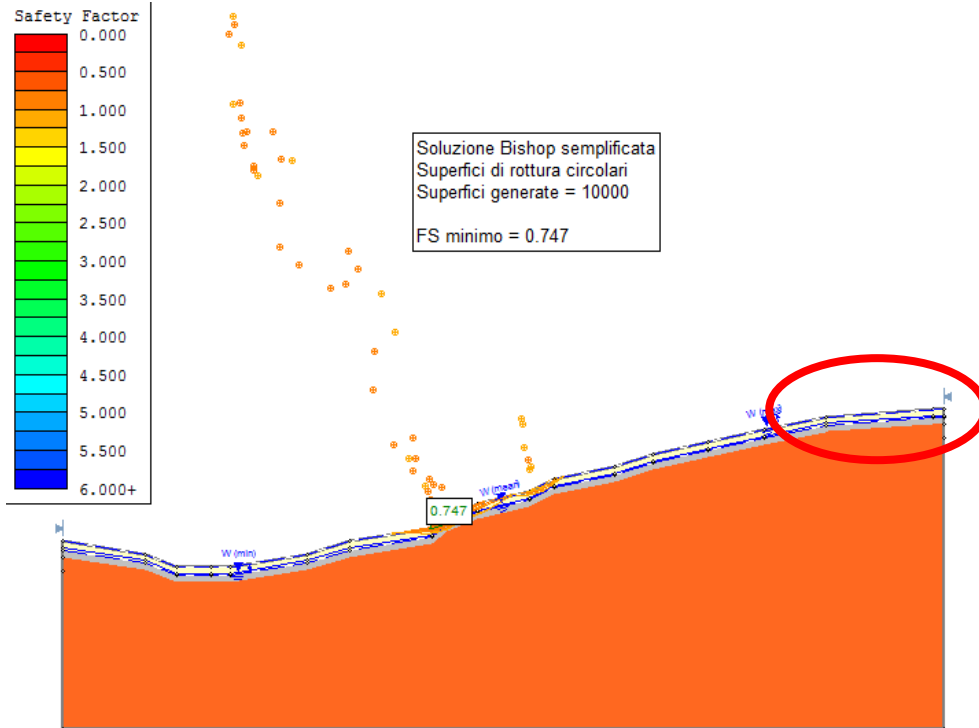 Safety Factor
0.000
0.500
1.000
1.500
2.000
2.500
3.000
3.500
4.000
4.500
5.000
5.500
6.000+
Soluzione Bishop semplificata
Superfici di rottura circolari
Superfici generate = 10000
FS minimo = 0.747
W (mean)
0.747
W (min)